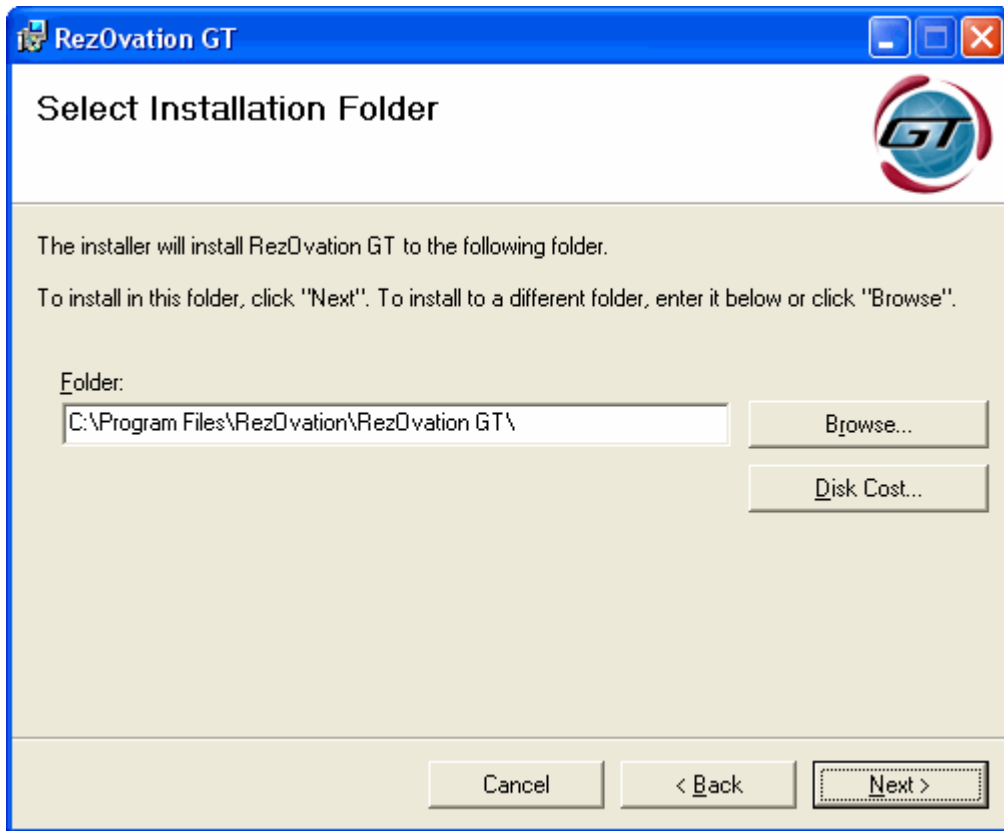 RezOvation GT
Select Installation Folder
GT
The installer will install RezOvation GT to the following folder.
To install in this folder, click "Next". To install to a different folder, enter it below or click "Browse".
Folder:
C:\Program Files\RezOvation\RezOvation GT\
Browse...
Disk Cost...
Cancel
< Back
Next >